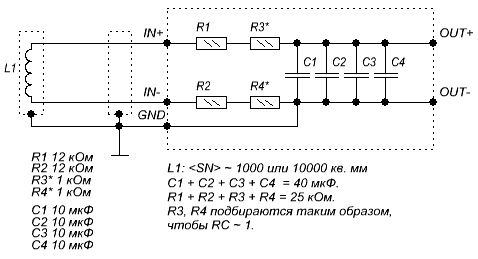 IN+
R1
R3*
OUT+
L1
C1
C2
C3
C4
IN-
R2
R4*
OUT-
GND
R1 12 кОм
R2 12 кОм
R3* 1 кОм
R4* 1 кОм
C1 10 мкФ
C2 10 мкФ
C3 10 мкФ
C4 10 мкФ
L1: <SN> ~ 1000 или 10000 кв. мм
C1 + C2 + C3 + C4 = 40 мкФ.
R1 + R2 + R3 + R4 = 25 кОм.
R3, R4 подбираются таким образом,
чтобы RC ~ 1.